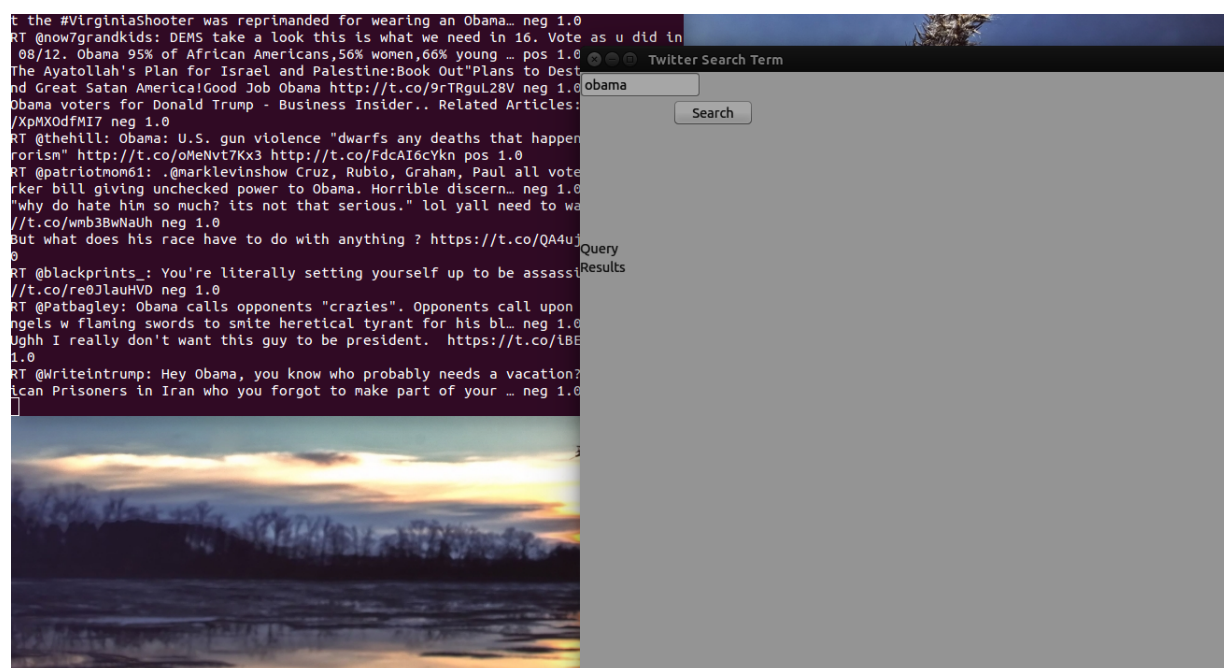 t the #VirginiaShooter was reprimanded for wearing an Obama… neg 1.0
RT @now7grandkids: DEMS take a look this is what we need in 16. Vote as u did in
08/12. Obama 95% of African Americans,56% women,66% young … pos 1.0
The Ayatollah's Plan for Israel and Palestine:Book Out"Plans to Dest
nd Great Satan America!Good Job Obama http://t.co/9rTRguL28V neg 1.0
Obama voters for Donald Trump - Business Insider.. Related Articles:
/XpMXOdfMI7 neg 1.0
RT @thehill: Obama: U.S. gun violence "dwarfs any deaths that happen
rorism" http://t.co/oMeNvt7Kx3 http://t.co/FdcAI6cYkn pos 1.0
RT @patriotmom61: .@marklevinshow Cruz, Rubio, Graham, Paul all vote
rker bill giving unchecked power to Obama. Horrible discern… neg 1.0
"why do hate him so much? its not that serious." lol yall need to wa
//t.co/wmb3BwNaUh neg 1.0
But what does his race have to do with anything ? https://t.co/QA4uj
0
RT @blackprints_: You're literally setting yourself up to be assassi
//t.co/re0JlauHVD neg 1.0
RT @Patbagley: Obama calls opponents "crazies". Opponents call upon
ngels w flaming swords to smite heretical tyrant for his bl… neg 1.0
Ughh I really don't want this guy to be president.  https://t.co/iBE
1.0
RT @Writeintrump: Hey Obama, you know who probably needs a vacation?
ican Prisoners in Iran who you forgot to make part of your … neg 1.0
Twitter Search Term
obama
Search
Query
Results